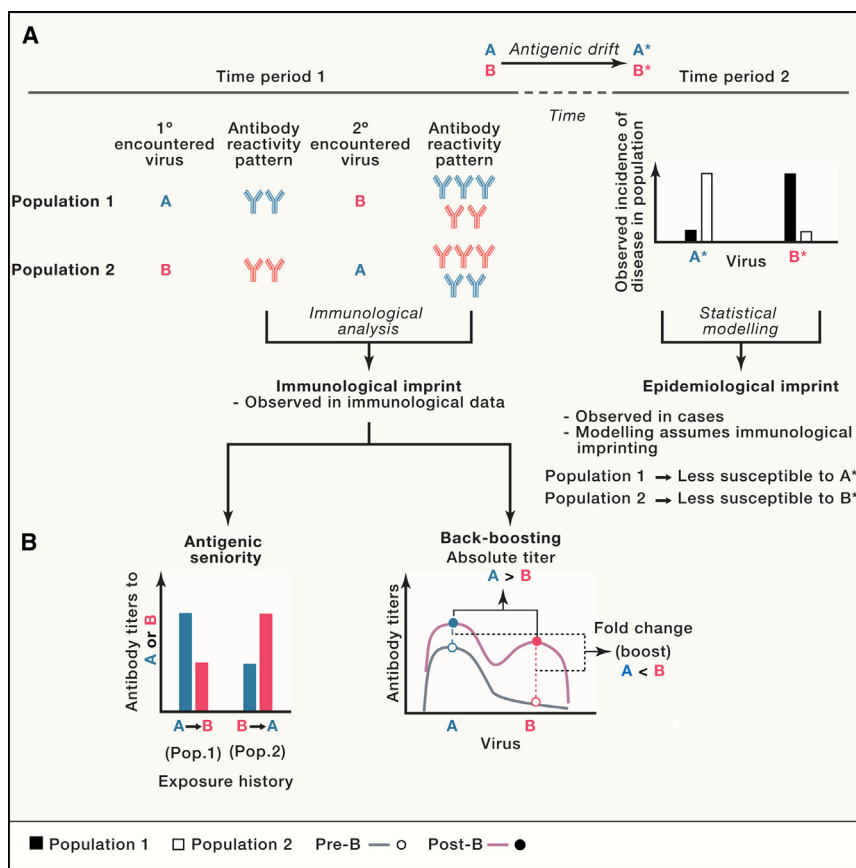 A
A Antigenic drift A*
B B*
Time period 1
Time period 2
Time
1º encountered virus
Antibody reactivity pattern
2º encountered virus
Antibody reactivity pattern
Population 1 A B
Population 2 B A
Observed incidence of disease in population
A* Virus B*
Immunological analysis
Statistical modelling
Immunological imprint
- Observed in immunological data
Epidemiological imprint
- Observed in cases
- Modelling assumes immunological imprinting
Population 1 → Less susceptible to A*
Population 2 → Less susceptible to B*
B
Antigenic seniority
Antibody titers to A or B
A→B B→A
(Pop.1) (Pop.2)
Exposure history
Back-boosting
Absolute titer
A > B
Antibody titers
A B
Virus
Fold change
(boost)
A < B
Population 1 Population 2 Pre-B Post-B